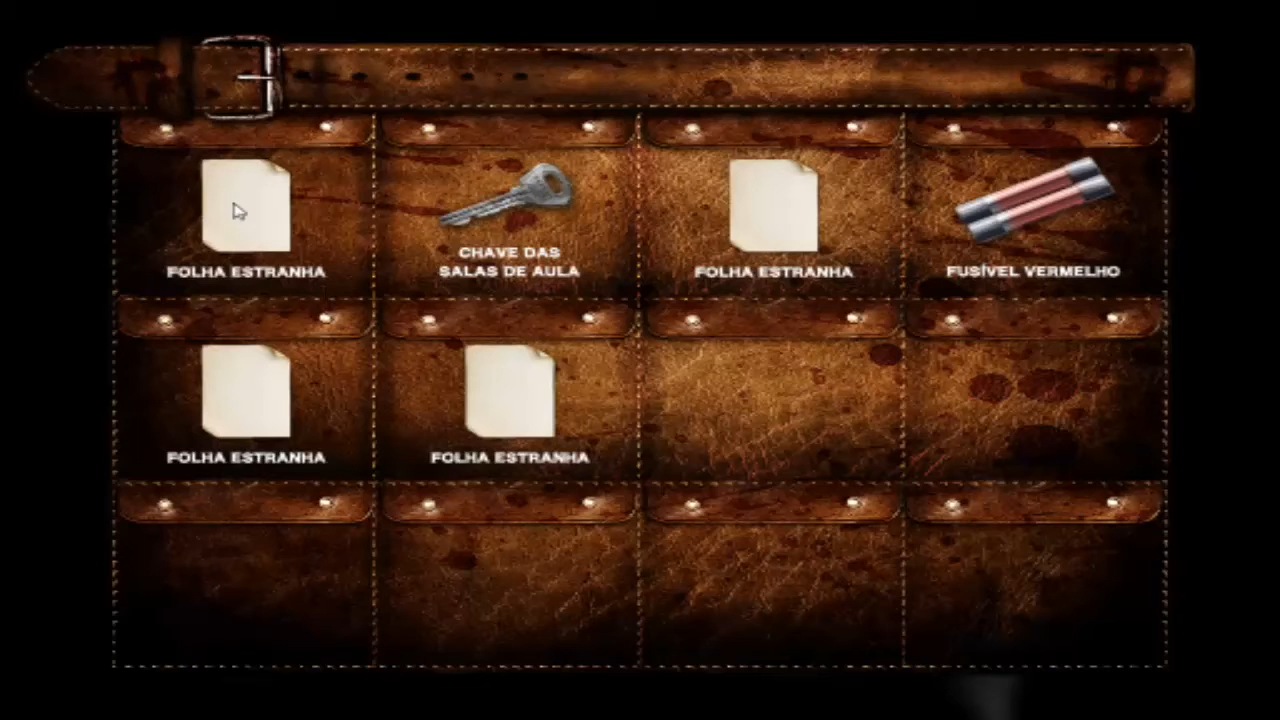 FOLHA ESTRANHA
CHAVE DAS
SALAS DE AULA
FOLHA ESTRANHA
FUSÍVEL VERMELHO
FOLHA ESTRANHA
FOLHA ESTRANHA